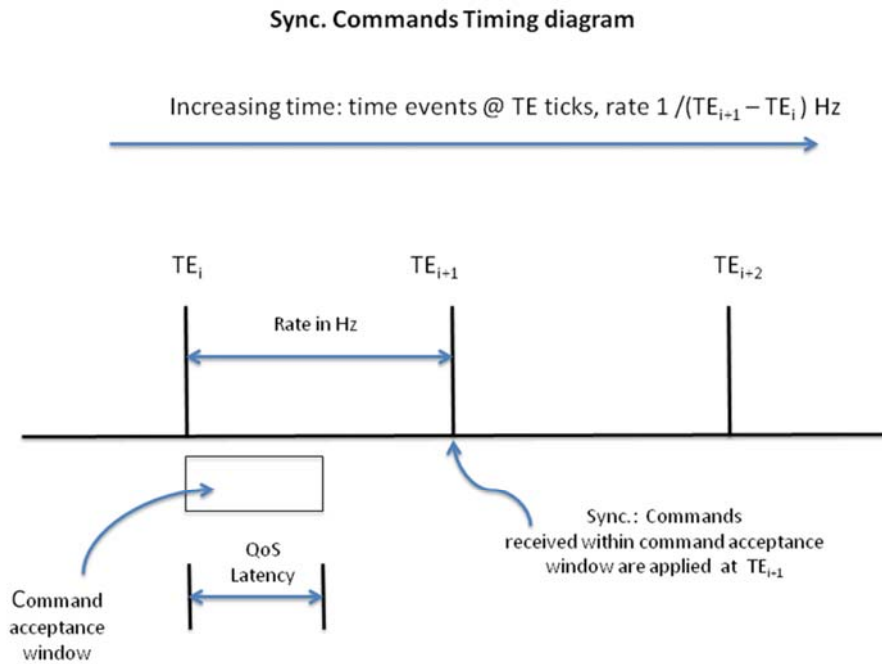 Sync. Commands Timing diagram
Increasing time: time events @ TE ticks, rate 1 /(TEi+1 – TEi ) Hz
TEi
TEi+1
TEi+2
Rate in Hz
QoS
Latency
Command
acceptance
window
Sync.: Commands
received within command acceptance
window are applied at TEi+1